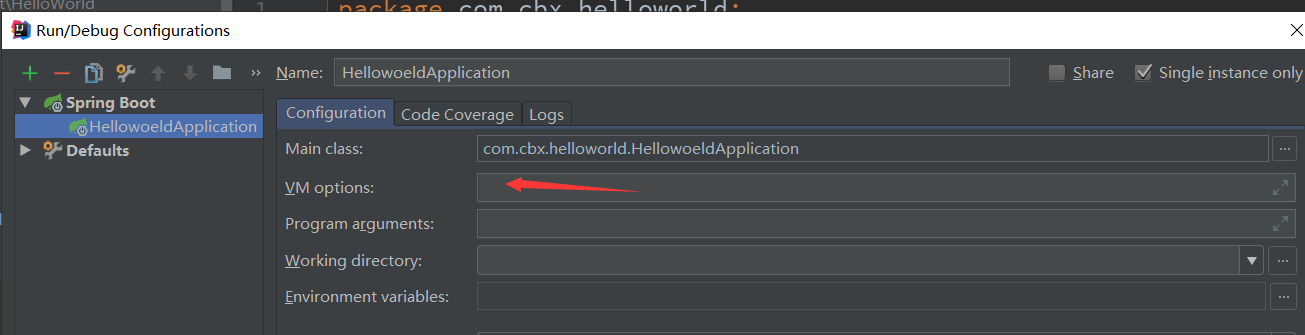 t\HelloWorld
1
package com.cbx.helloworld;
Run/Debug Configurations
Name: HellowoeldApplication
Share
Single instance only
Spring Boot
HellowoeldApplication
Defaults
Configuration
Code Coverage
Logs
Main class: com.cbx.helloworld.HellowoeldApplication
VM options:
Program arguments:
Working directory:
Environment variables: